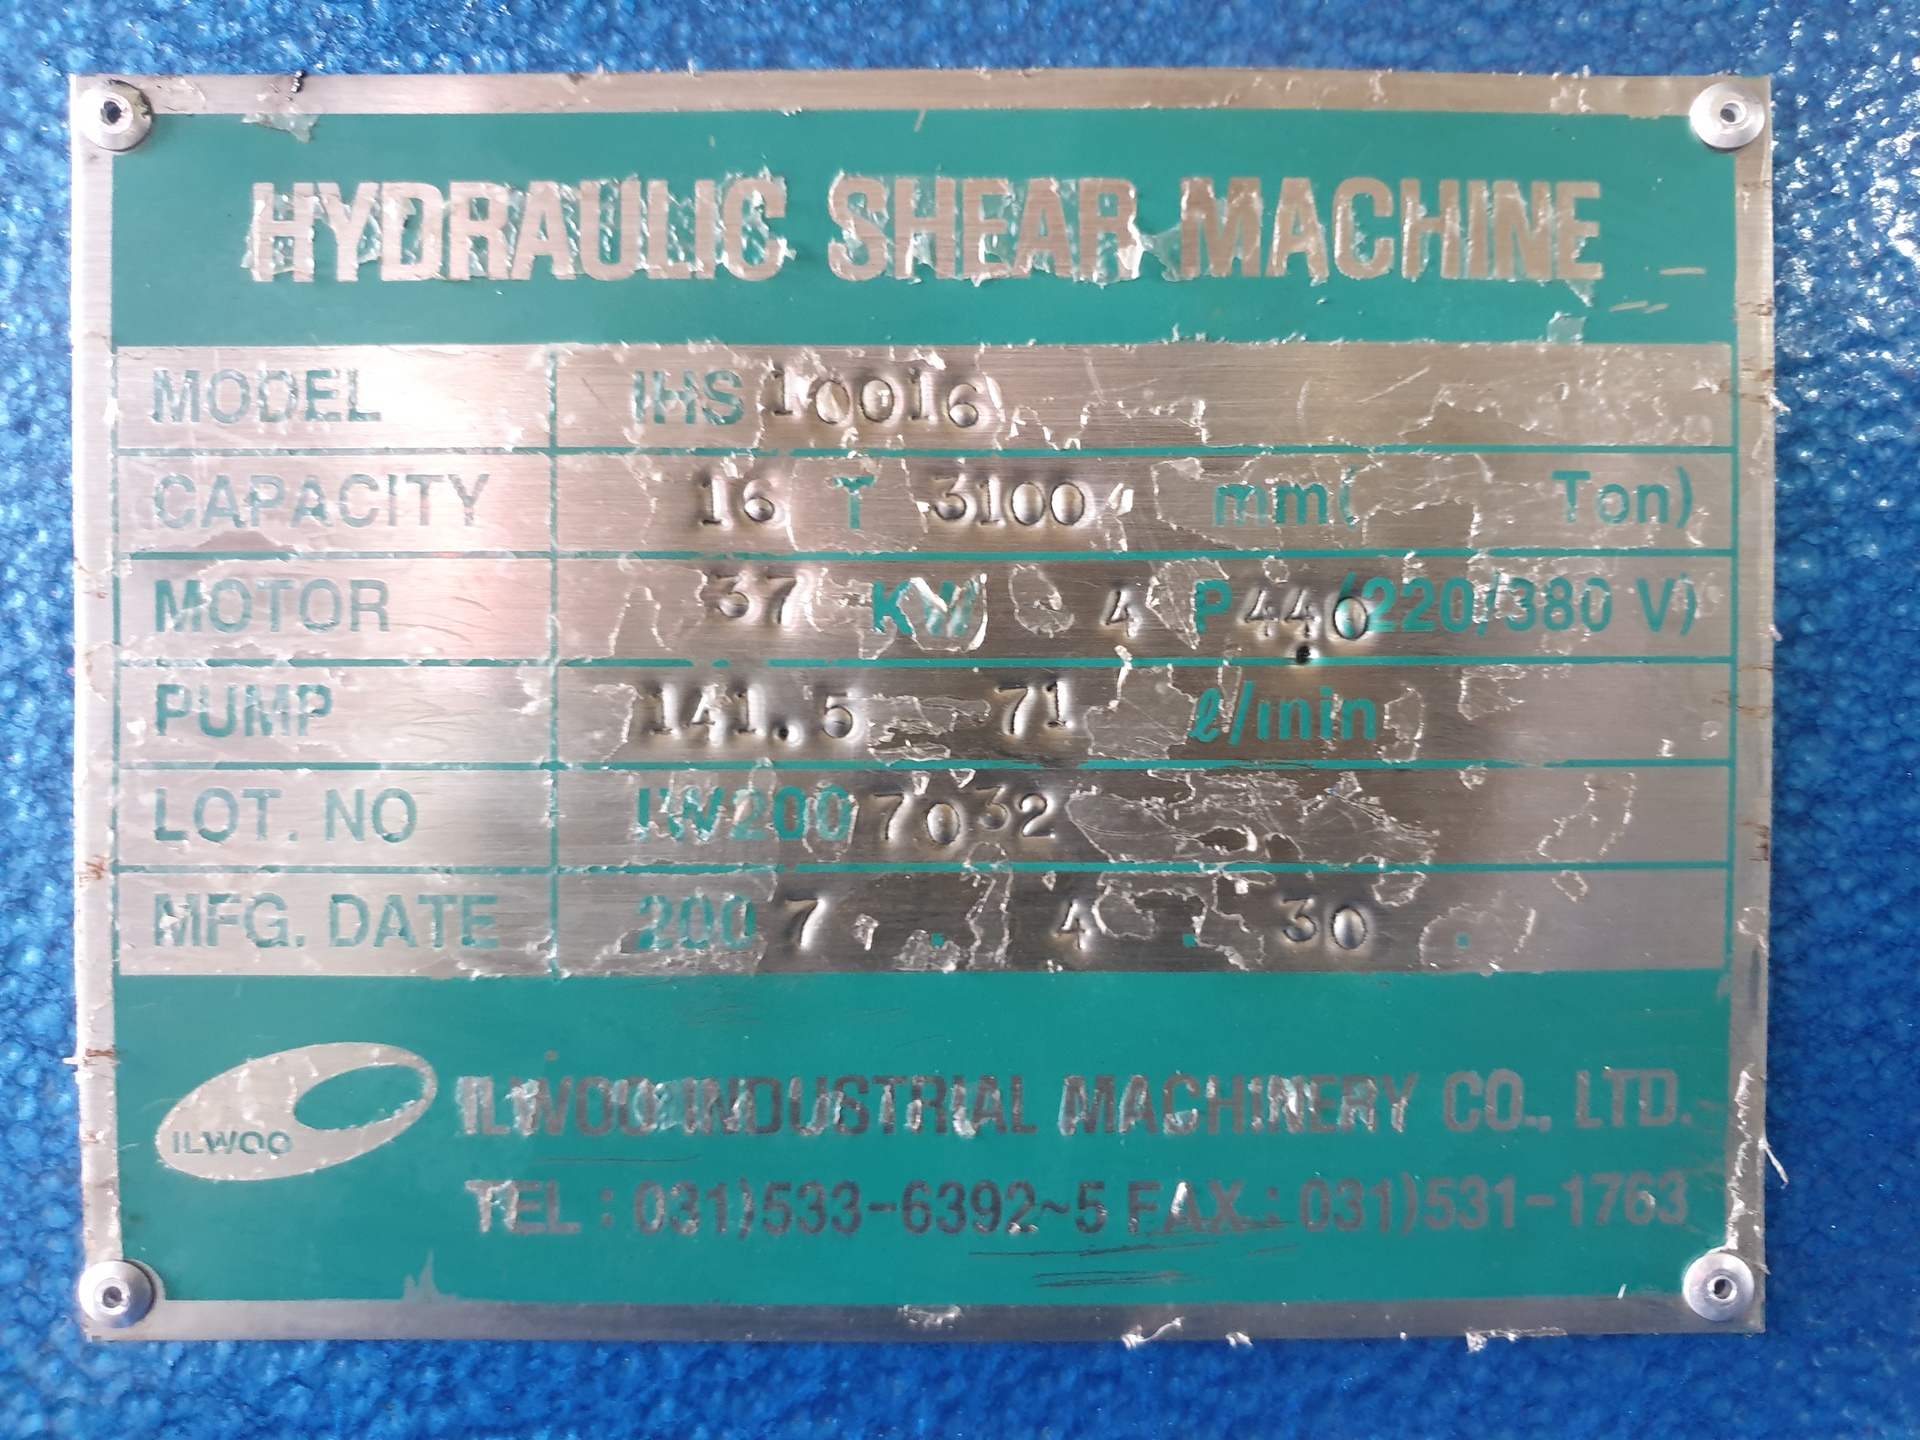 HYDRAULIC SHEAR MACHINE
MODEL IHS 10016
CAPACITY 16 T 3100 mm( Ton)
MOTOR 37 KW 4 P 440 (220/380 V)
PUMP 141.5 71 ℓ/min
LOT. NO IW2007032
MFG. DATE 2007 . 4 . 30 .
ILWOO ILWOO INDUSTRIAL MACHINERY CO., LTD.
TEL : 031)533-6392~5 FAX : 031)531-1763